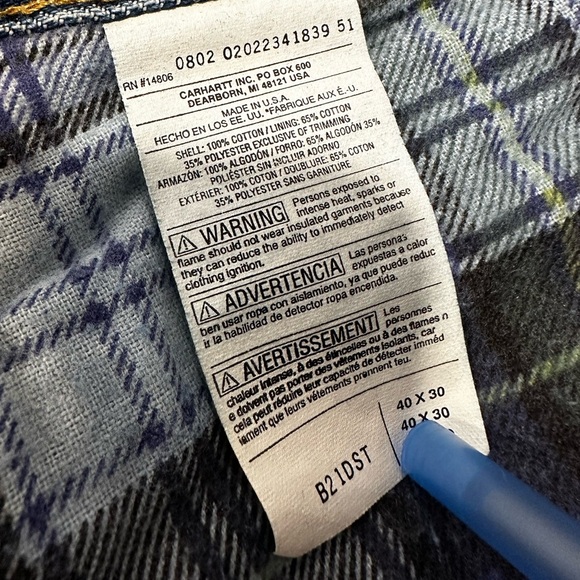 0802 02022341839 51
RN #14806
CARHARTT INC. PO BOX 600
DEARBORN, MI 48121 USA
MADE IN U.S.A.
HECHO EN LOS EE. UU. *FABRIQUE AUX É.-U.
SHELL: 100% COTTON / LINING: 65% COTTON
35% POLYESTER EXCLUSIVE OF TRIMMING
ARMAZÓN: 100% ALGODÓN / FORRO: 65% ALGODÓN 35%
POLIÉSTER SIN INCLUIR ADORNO
EXTÉRIER: 100% COTON / DOUBLURE: 65% COTON
35% POLYESTER SANS GARNITURE
WARNING Persons exposed to
intense heat, sparks or
flame should not wear insulated garments because
they can reduce the ability to immediately detect
clothing ignition.
ADVERTENCIA Las personas
expuestas a calor
ben usar ropa con aislamiento, ya que puede reduc
ir la habilidad de detector ropa encendida.
AVERTISSEMENT Les
personnes
chaleur intense, à des étincelles ou à des flames n
e doivent pas porter des vêtements isolants, car
cela peut réduire leur capacité de détecter imméd
iement que leurs vêtements prennent feu.
B21DST
40 X 30
40 X 30